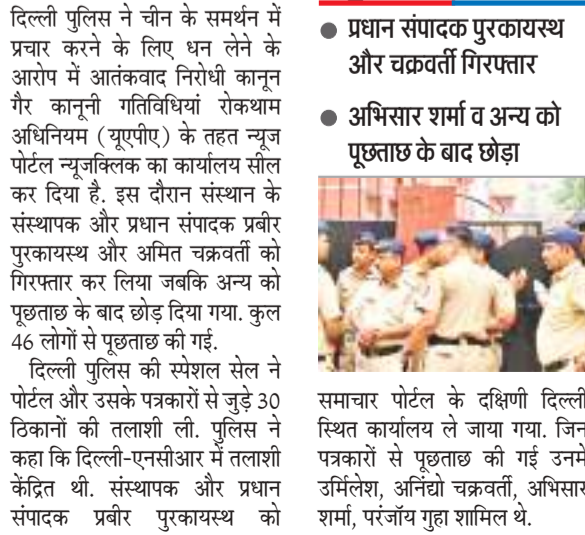 दिल्ली पुलिस ने चीन के समर्थन में
प्रचार करने के लिए धन लेने के
आरोप में आतंकवाद निरोधी कानून
गैर कानूनी गतिविधियां रोकथाम
अधिनियम (यूएपीए) के तहत न्यूज
पोर्टल न्यूजक्लिक का कार्यालय सील
कर दिया है. इस दौरान संस्थान के
संस्थापक और प्रधान संपादक प्रबीर
पुरकायस्थ और अमित चक्रवर्ती को
गिरफ्तार कर लिया जबकि अन्य को
पूछताछ के बाद छोड़ दिया गया. कुल
46 लोगों से पूछताछ की गई.
दिल्ली पुलिस की स्पेशल सेल ने
पोर्टल और उसके पत्रकारों से जुड़े 30
ठिकानों की तलाशी ली. पुलिस ने
कहा कि दिल्ली-एनसीआर में तलाशी
केंद्रित थी. संस्थापक और प्रधान
संपादक प्रबीर पुरकायस्थ को
● प्रधान संपादक पुरकायस्थ
और चक्रवर्ती गिरफ्तार
● अभिसार शर्मा व अन्य को
पूछताछ के बाद छोड़ा
समाचार पोर्टल के दक्षिणी दिल्ली
स्थित कार्यालय ले जाया गया. जिन
पत्रकारों से पूछताछ की गई उनमें
उर्मिलेश, अनिंद्यो चक्रवर्ती, अभिसार
शर्मा, परंजॉय गुहा शामिल थे.